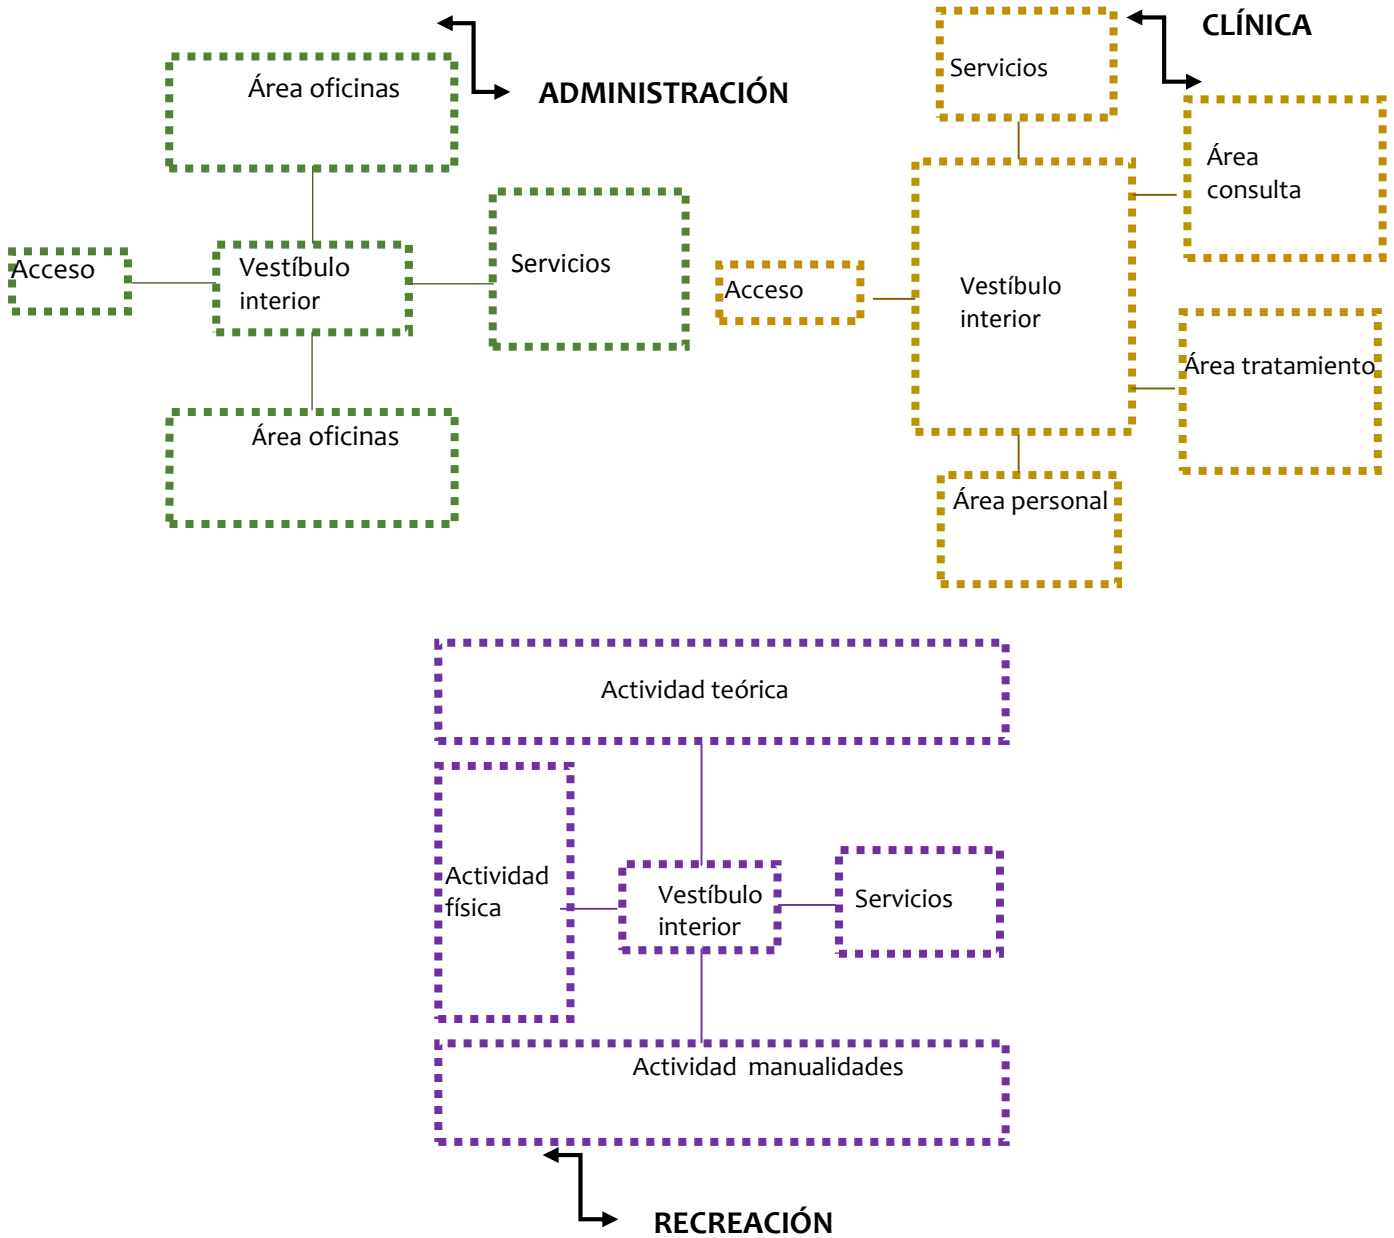 ADMINISTRACIÓN
Área oficinas
Acceso
Vestíbulo
interior
Servicios
Área oficinas
CLÍNICA
Servicios
Área
consulta
Acceso
Vestíbulo
interior
Área tratamiento
Área personal
Actividad teórica
Actividad
física
Vestíbulo
interior
Servicios
Actividad manualidades
RECREACIÓN